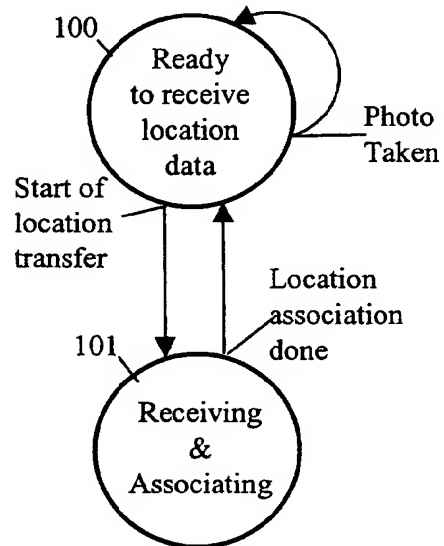 100
Ready
to receive
location
data
Photo
Taken
Start of
location
transfer
Location
association
done
101
Receiving
&
Associating